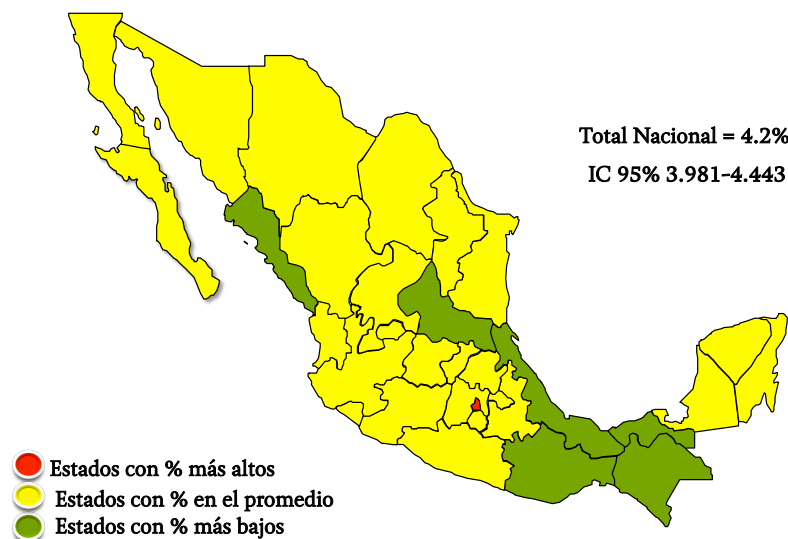 Total Nacional = 4.2%
IC 95% 3.981-4.443
Estados con % más altos
Estados con % en el promedio
Estados con % más bajos